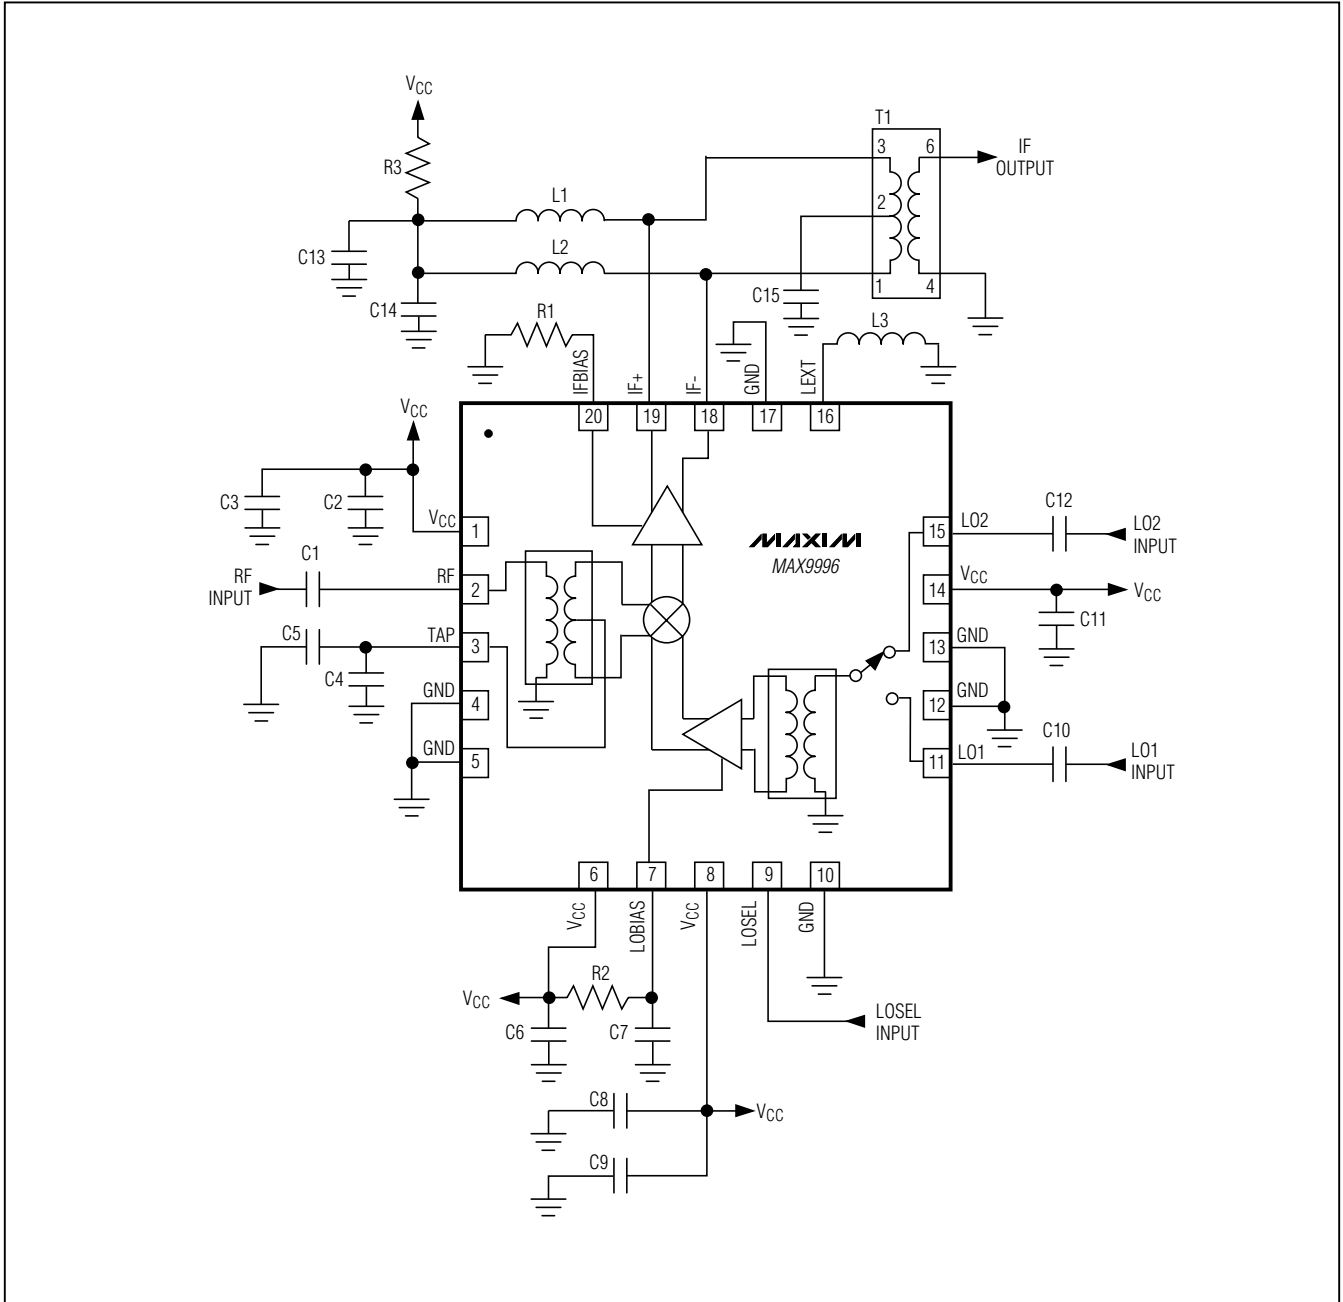 VCC
T1
R3
3
6
IF
OUTPUT
L1
2
L2
C13
C15
1
4
C14
R1
L3
IFBIAS
IF+
IF-
GND
LEXT
20
19
18
17
16
VCC
C3
C2
VCC
1
C12
LO2
15
LO2
INPUT
MAXIM
MAX9996
C1
RF
INPUT
RF
2
14
VCC
VCC
C11
C5
TAP
3
13
GND
C4
GND
4
12
GND
C10
GND
5
11
LO1
LO1
INPUT
6
7
8
9
10
VCC
LOBIAS
VCC
LOSEL
GND
R2
VCC
C6
C7
LOSEL
INPUT
C8
VCC
C9